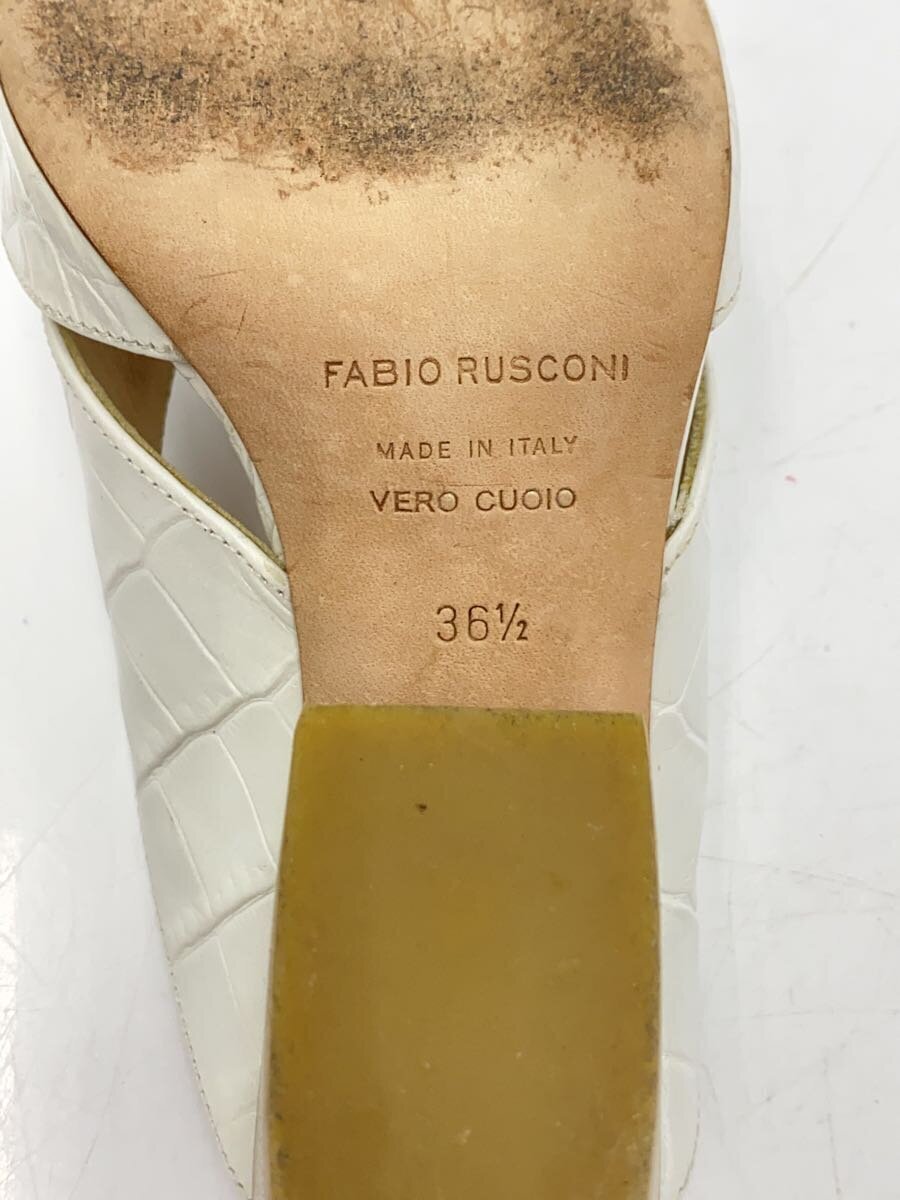 FABIO RUSCONI
MADE IN ITALY
VERO CUOIO
36½